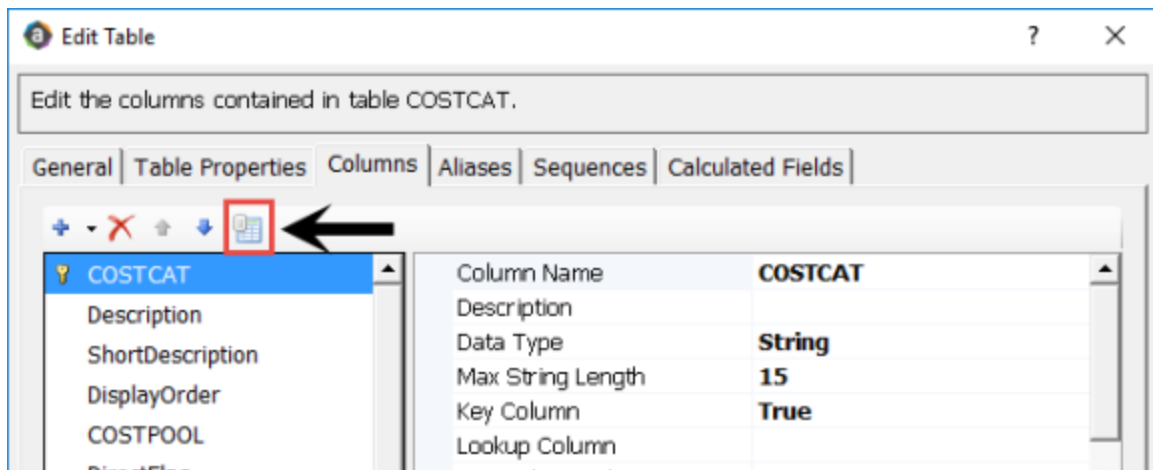 Edit Table
?
Edit the columns contained in table COSTCAT.
General Table Properties Columns Aliases Sequences Calculated Fields
COSTCAT
Description
ShortDescription
DisplayOrder
COSTPOOL
Column Name COSTCAT
Description
Data Type String
Max String Length 15
Key Column True
Lookup Column